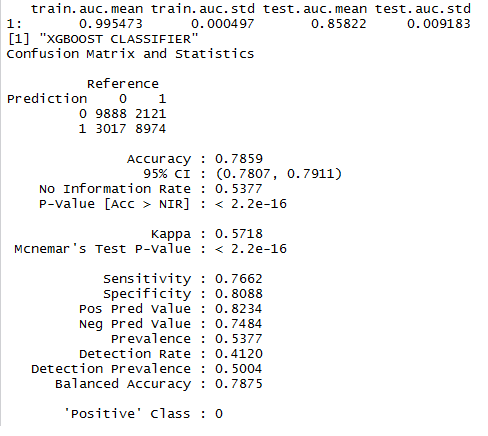 train.auc.mean train.auc.std test.auc.mean test.auc.std
1: 0.995473 0.000497 0.85822 0.009183
[1] "XGBOOST CLASSIFIER"
Confusion Matrix and Statistics
Reference
Prediction 0 1
0 9888 2121
1 3017 8974
Accuracy : 0.7859
95% CI : (0.7807, 0.7911)
No Information Rate : 0.5377
P-Value [Acc > NIR] : < 2.2e-16
Kappa : 0.5718
Mcnemar's Test P-Value : < 2.2e-16
Sensitivity : 0.7662
Specificity : 0.8088
Pos Pred Value : 0.8234
Neg Pred Value : 0.7484
Prevalence : 0.5377
Detection Rate : 0.4120
Detection Prevalence : 0.5004
Balanced Accuracy : 0.7875
'Positive' Class : 0